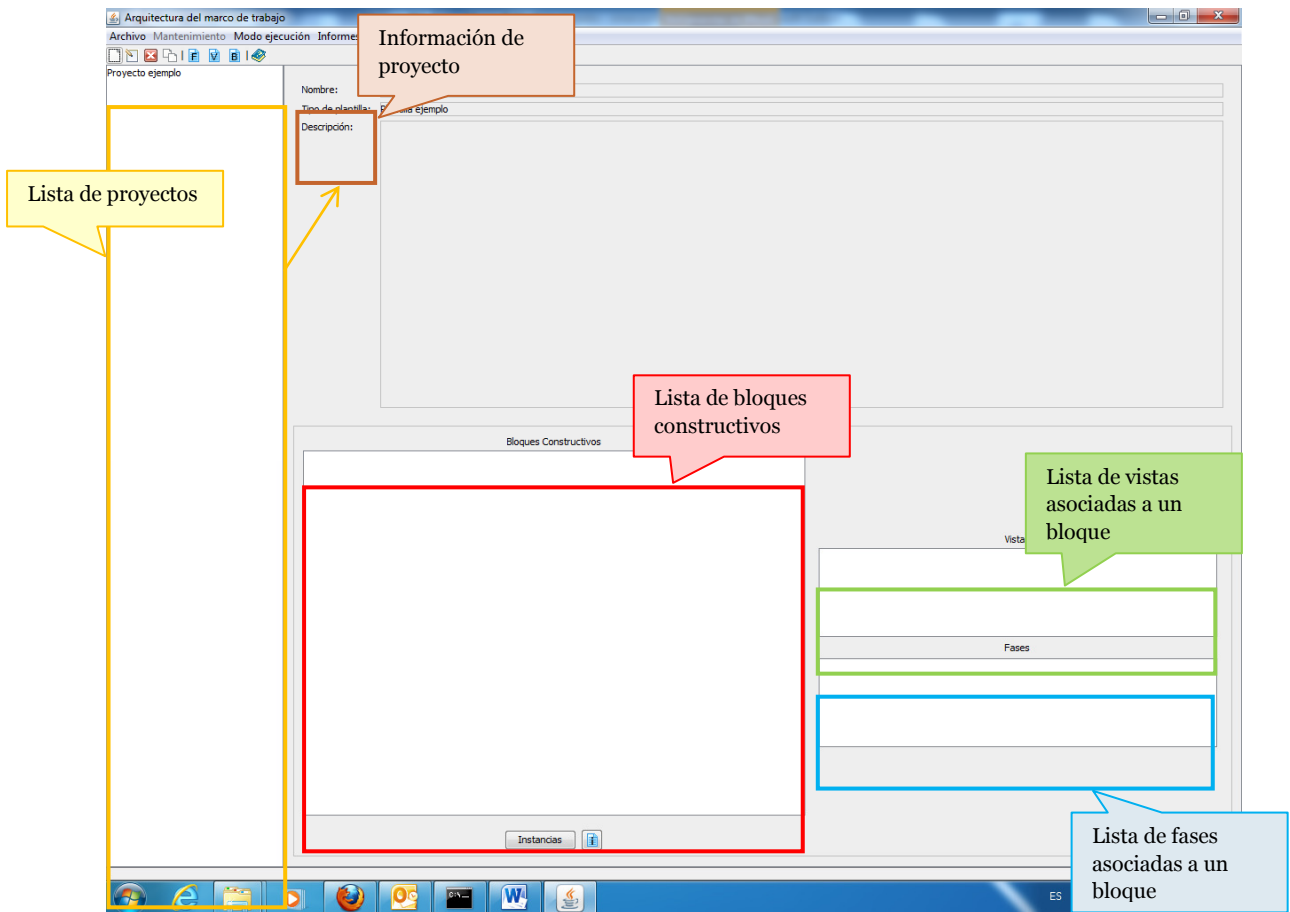 Arquitectura del marco de trabajo
Archivo Mantenimiento Modo ejecución Informes
F V B
Proyecto ejemplo
Información de
proyecto
Nombre:
Tipo de plantilla: ejemplo
Descripción:
Lista de proyectos
Lista de bloques
constructivos
Bloques Constructivos
Lista de vistas
asociadas a un
bloque
Vista
Fases
Instancias
Lista de fases
asociadas a un
bloque
ES